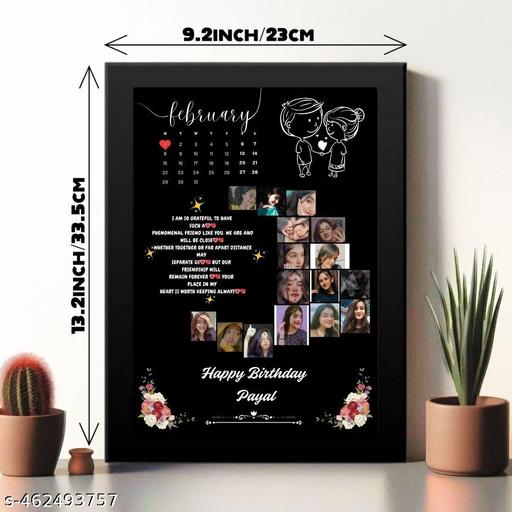 9.2INCH/23CM
13.2INCH/33.5CM
february
M T W T F S S
1 2 3 4 5 6 7
8 9 10 11 12 13 14
15 16 17 18 19 20 21
22 23 24 25 26 27 28
29 30 31
I AM SO GRATEFUL TO HAVE
SUCH A
PHENOMENAL FRIEND LIKE YOU. WE ARE AND
WILL BE CLOSE
WHETHER TOGETHER OR FAR APART DISTANCE
MAY
SEPARATE US BUT OUR
FRIENDSHIP WILL
REMAIN FOREVER YOUR
PLACE IN MY
HEART IS WORTH KEEPING ALWAYS
Happy Birthday
Payal
s-462493757